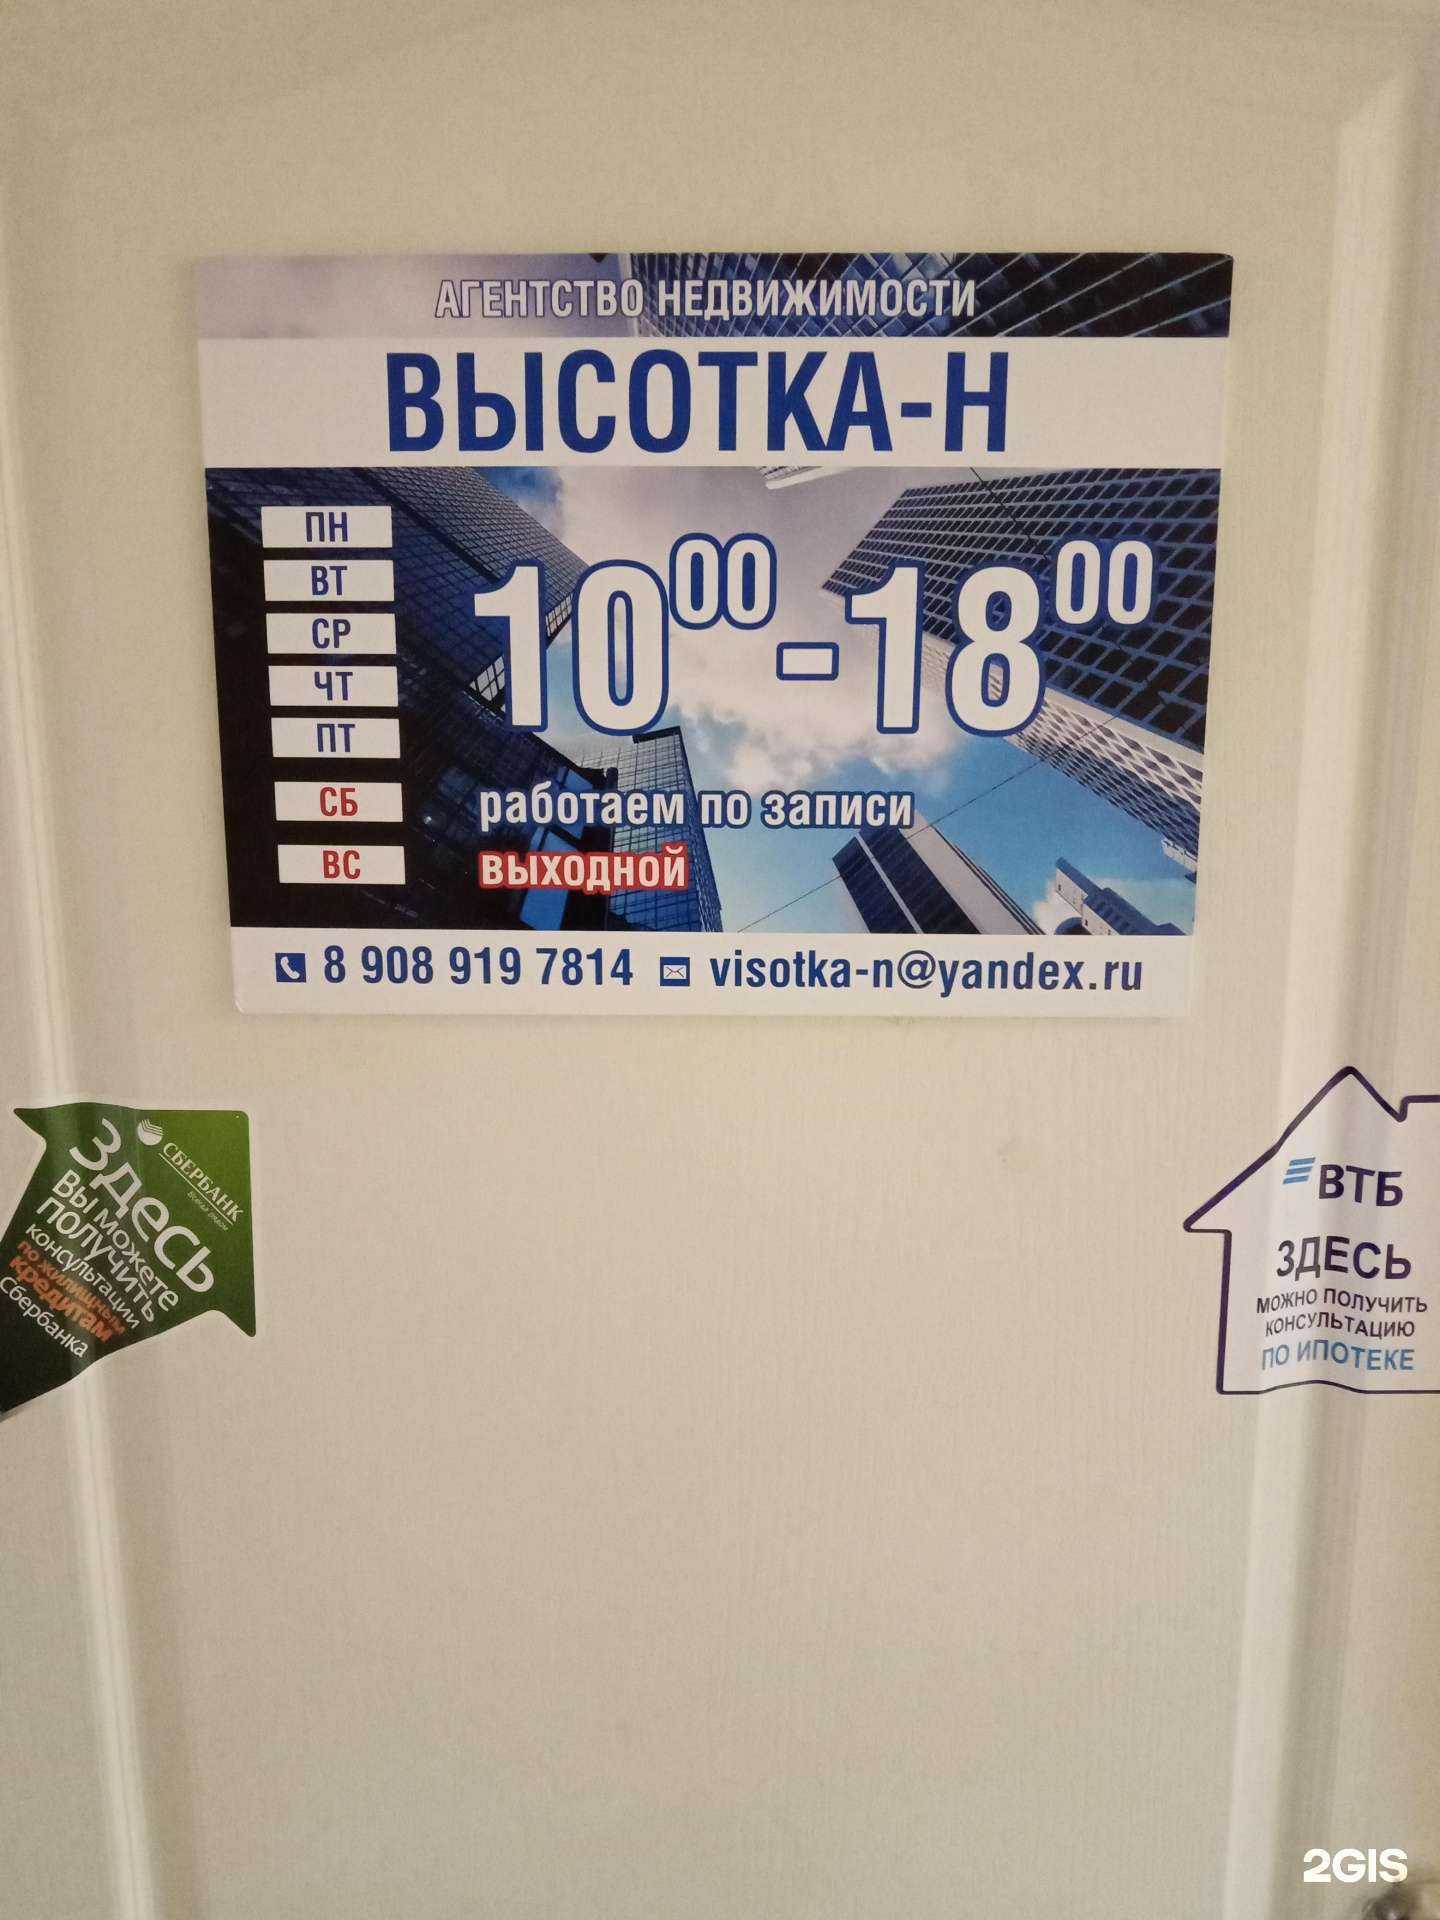 АГЕНТСТВО НЕДВИЖИМОСТИ
ВЫСОТКА-Н
ПН
ВТ
СР
ЧТ
ПТ
10⁰⁰-18⁰⁰
СБ работаем по записи
ВС выходной
8 908 919 7814 visotka-n@yandex.ru
СБЕРБАНК
Всегда рядом
Здесь
вы можете
получить
консультации
по жилищным
кредитам
Сбербанка
ВТБ
ЗДЕСЬ
МОЖНО ПОЛУЧИТЬ
КОНСУЛЬТАЦИЮ
ПО ИПОТЕКЕ
2GIS